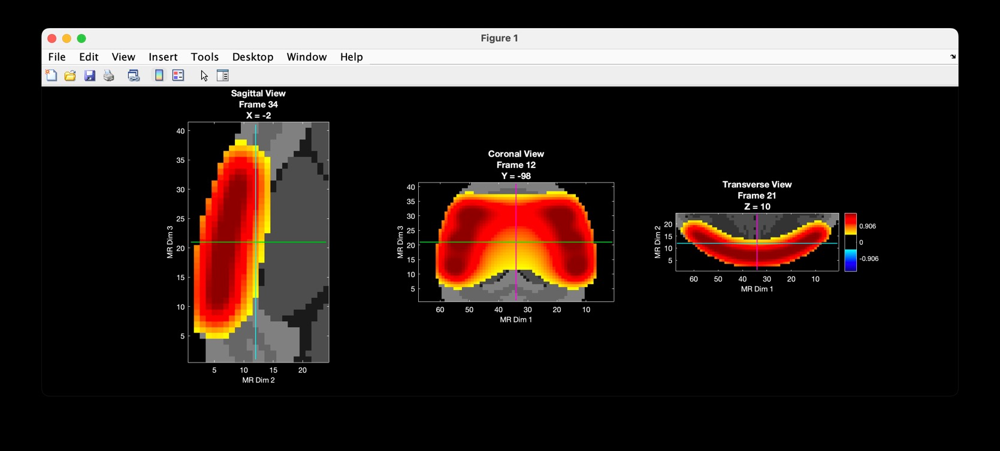 Figure 1
File Edit View Insert Tools Desktop Window Help
Sagittal View
Frame 34
X = -2
40
35
30
25
20
15
10
5
MR Dim 3
5 10 15 20
MR Dim 2
Coronal View
Frame 12
Y = -98
40
35
30
25
20
15
10
5
MR Dim 3
60 50 40 30 20 10
MR Dim 1
Transverse View
Frame 21
Z = 10
20
15
10
5
MR Dim 2
60 50 40 30 20 10
MR Dim 1
0.906
0
-0.906